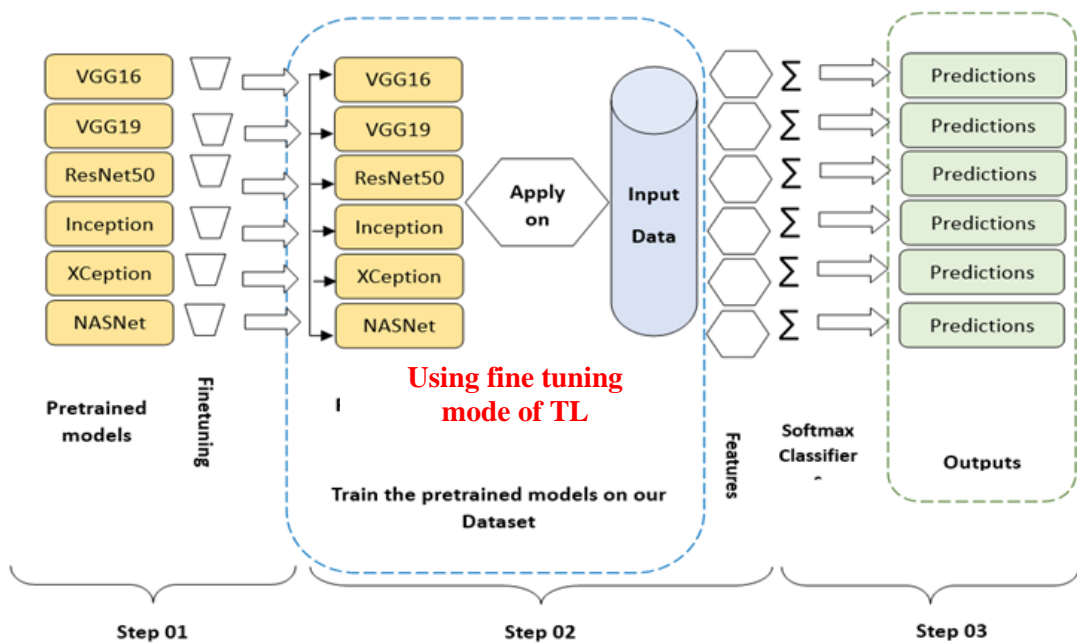 VGG16
VGG19
ResNet50
Inception
XCeption
NASNet
Pretrained
models
Finetuning
VGG16
VGG19
ResNet50
Inception
XCeption
NASNet
Apply
on
Input
Data
Using fine tuning
mode of TL
Train the pretrained models on our
Dataset
Features
Σ
Σ
Σ
Σ
Σ
Σ
Softmax
Classifier
Predictions
Predictions
Predictions
Predictions
Predictions
Predictions
Outputs
Step 01
Step 02
Step 03